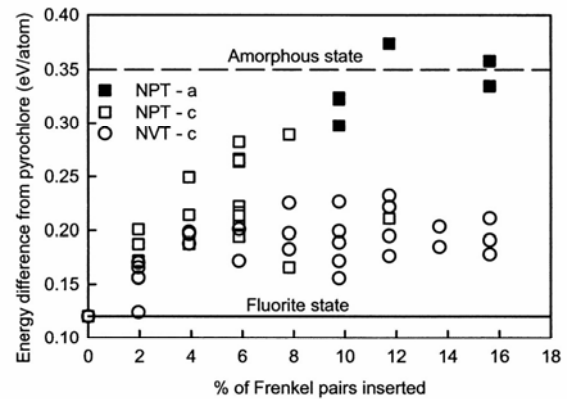 0.40
Amorphous state
0.35
NPT - a
NPT - c
0.30
NVT - c
0.25
0.20
0.15
Fluorite state
0.10
0 2 4 6 8 10 12 14 16 18
% of Frenkel pairs inserted
Energy difference from pyrochlore (eV/atom)